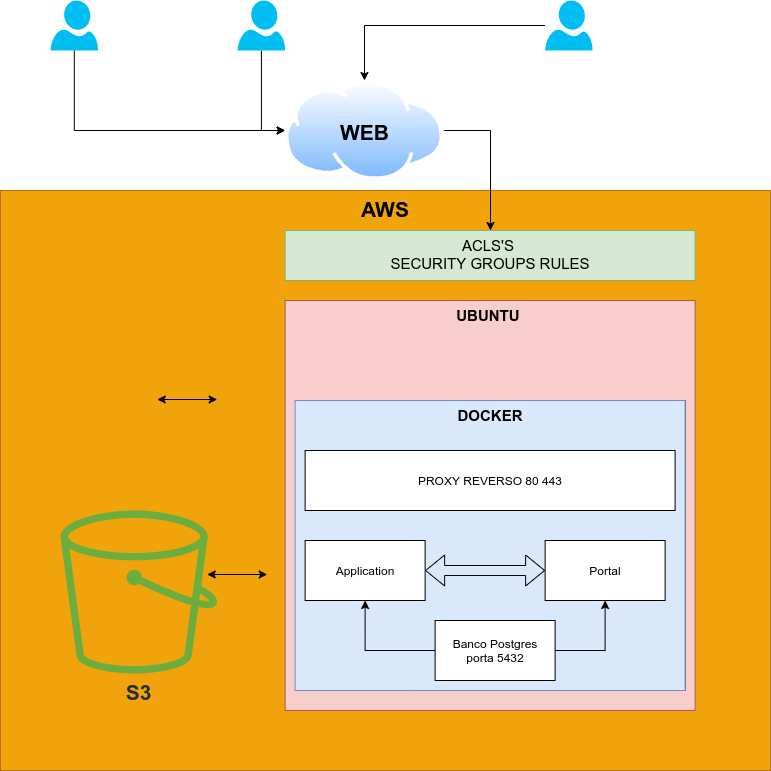 WEB
AWS
ACLS'S
SECURITY GROUPS RULES
UBUNTU
DOCKER
PROXY REVERSO 80 443
Application
Portal
Banco Postgres
porta 5432
S3